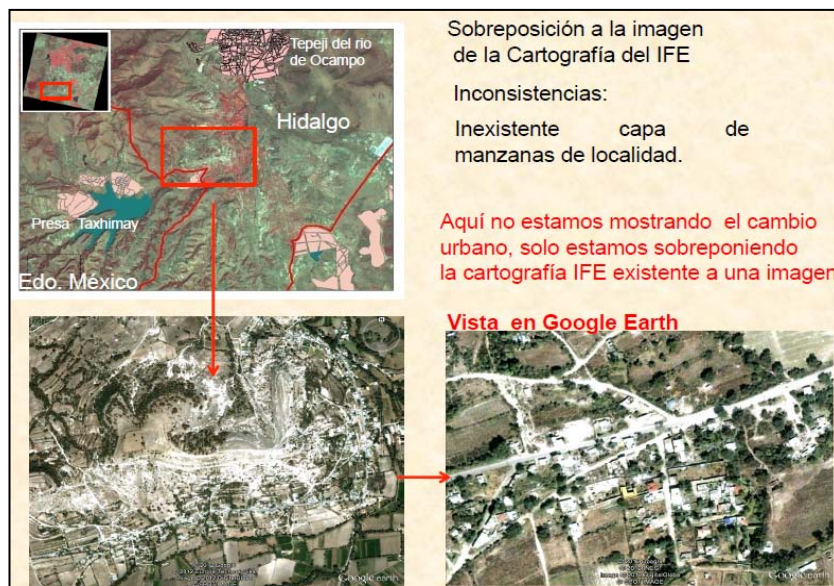 Sobreposición a la imagen
de la Cartografía del IFE
Inconsistencias:
Inexistente capa de
manzanas de localidad.
Aquí no estamos mostrando el cambio
urbano, solo estamos sobreponiendo
la cartografía IFE existente a una imagen
Vista en Google Earth
Tepeji del río
de Ocampo
Hidalgo
Presa Taxhimay
Edo. México
Google earth
Google earth